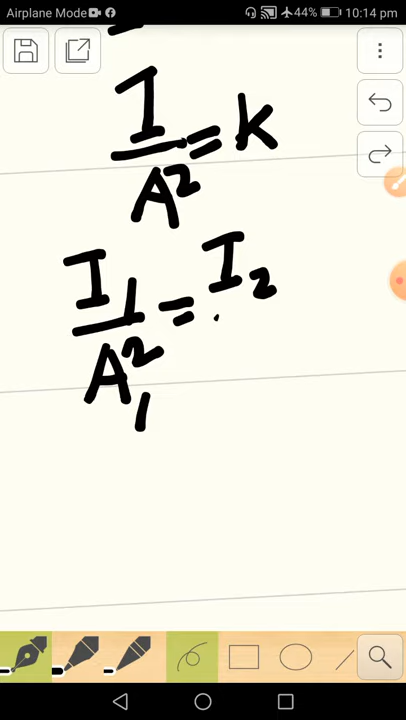 Airplane Mode 44% 10:14 pm
I
— = k
A²
I₁ = I₂
—
A₁²